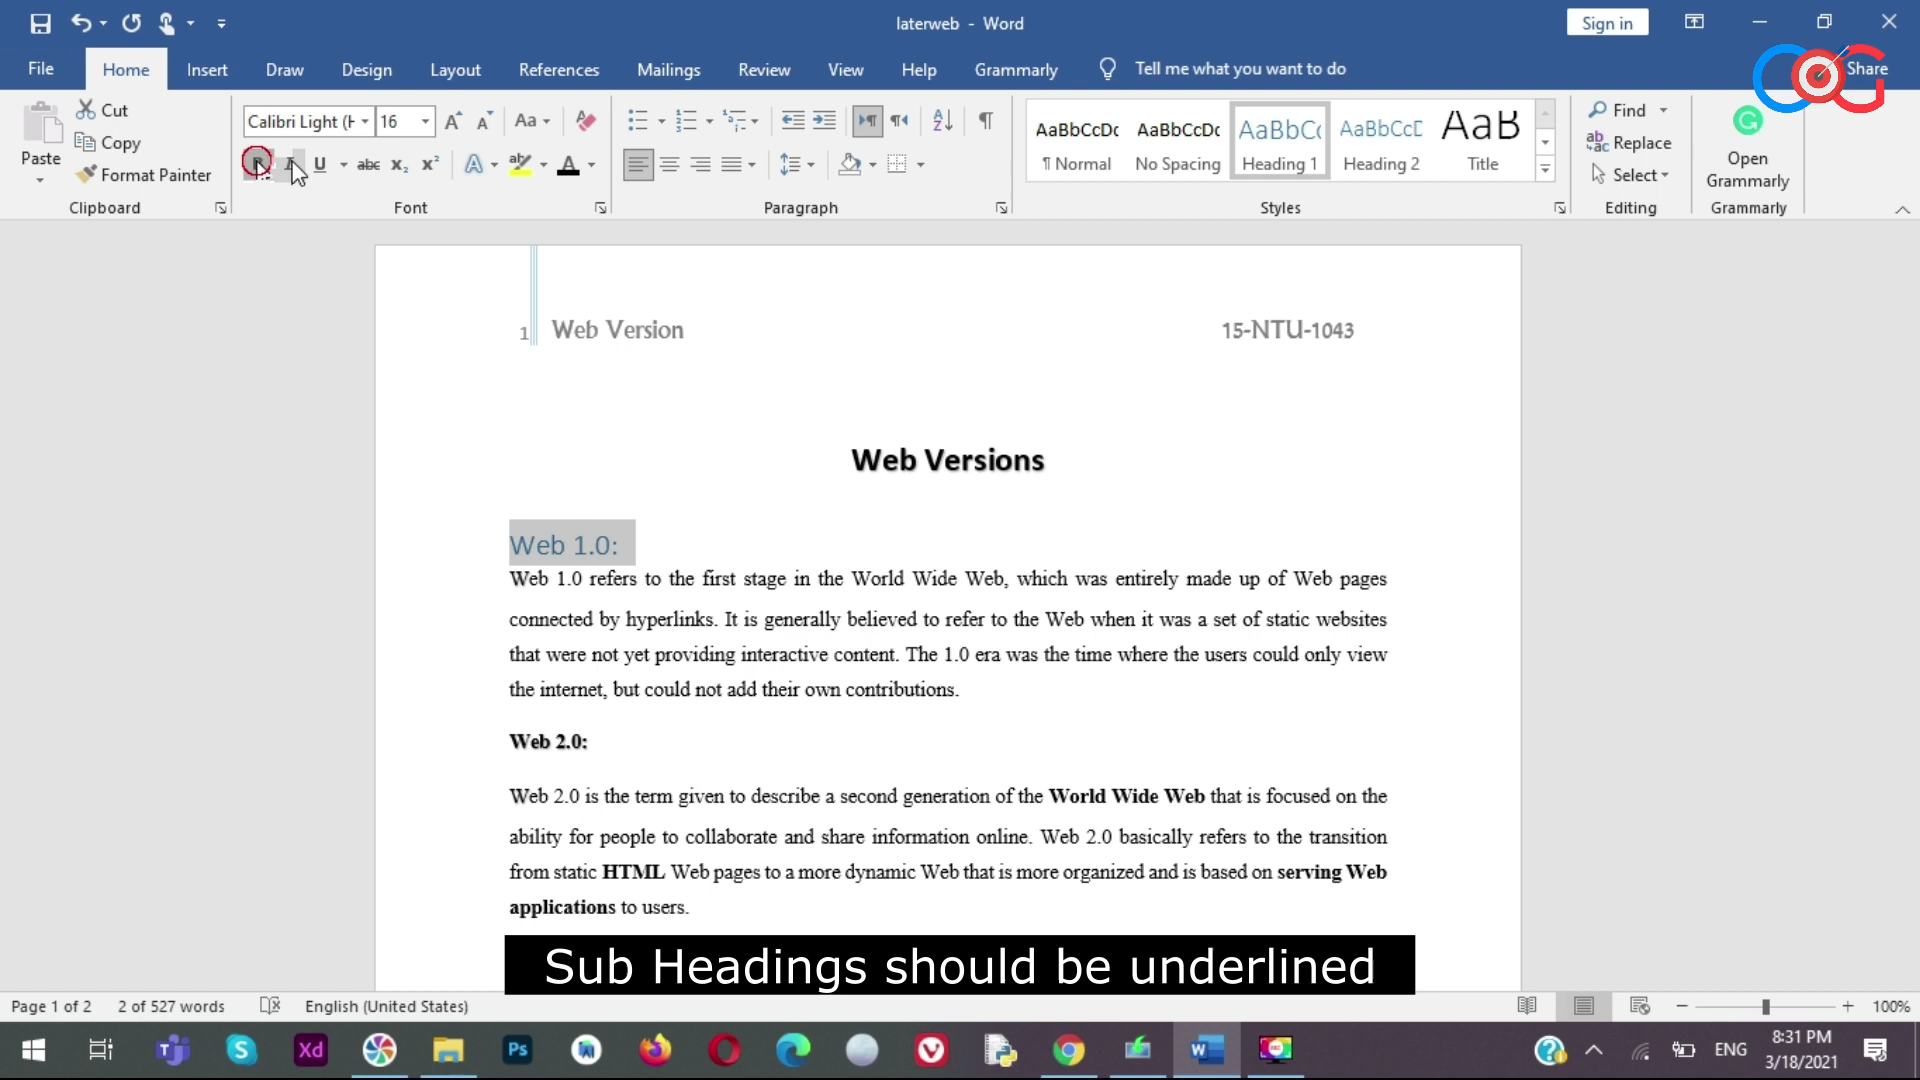 laterweb - Word
Sign in
File
Home
Insert
Draw
Design
Layout
References
Mailings
Review
View
Help
Grammarly
Tell me what you want to do
Share
Paste
Cut
Copy
Format Painter
Clipboard
Calibri Light (H
16
Aa
U
abc
x₂
x²
A
A
Font
Paragraph
AaBbCcDc
¶ Normal
AaBbCcDc
No Spacing
AaBbCc
Heading 1
AaBbCcD
Heading 2
AaB
Title
Styles
Find
Replace
Select
Editing
Open
Grammarly
Grammarly
1 Web Version 15-NTU-1043
Web Versions
Web 1.0:
Web 1.0 refers to the first stage in the World Wide Web, which was entirely made up of Web pages
connected by hyperlinks. It is generally believed to refer to the Web when it was a set of static websites
that were not yet providing interactive content. The 1.0 era was the time where the users could only view
the internet, but could not add their own contributions.
Web 2.0:
Web 2.0 is the term given to describe a second generation of the World Wide Web that is focused on the
ability for people to collaborate and share information online. Web 2.0 basically refers to the transition
from static HTML Web pages to a more dynamic Web that is more organized and is based on serving Web
applications to users.
Sub Headings should be underlined
Page 1 of 2
2 of 527 words
English (United States)
100%
Xd
Ps
ENG
8:31 PM
3/18/2021